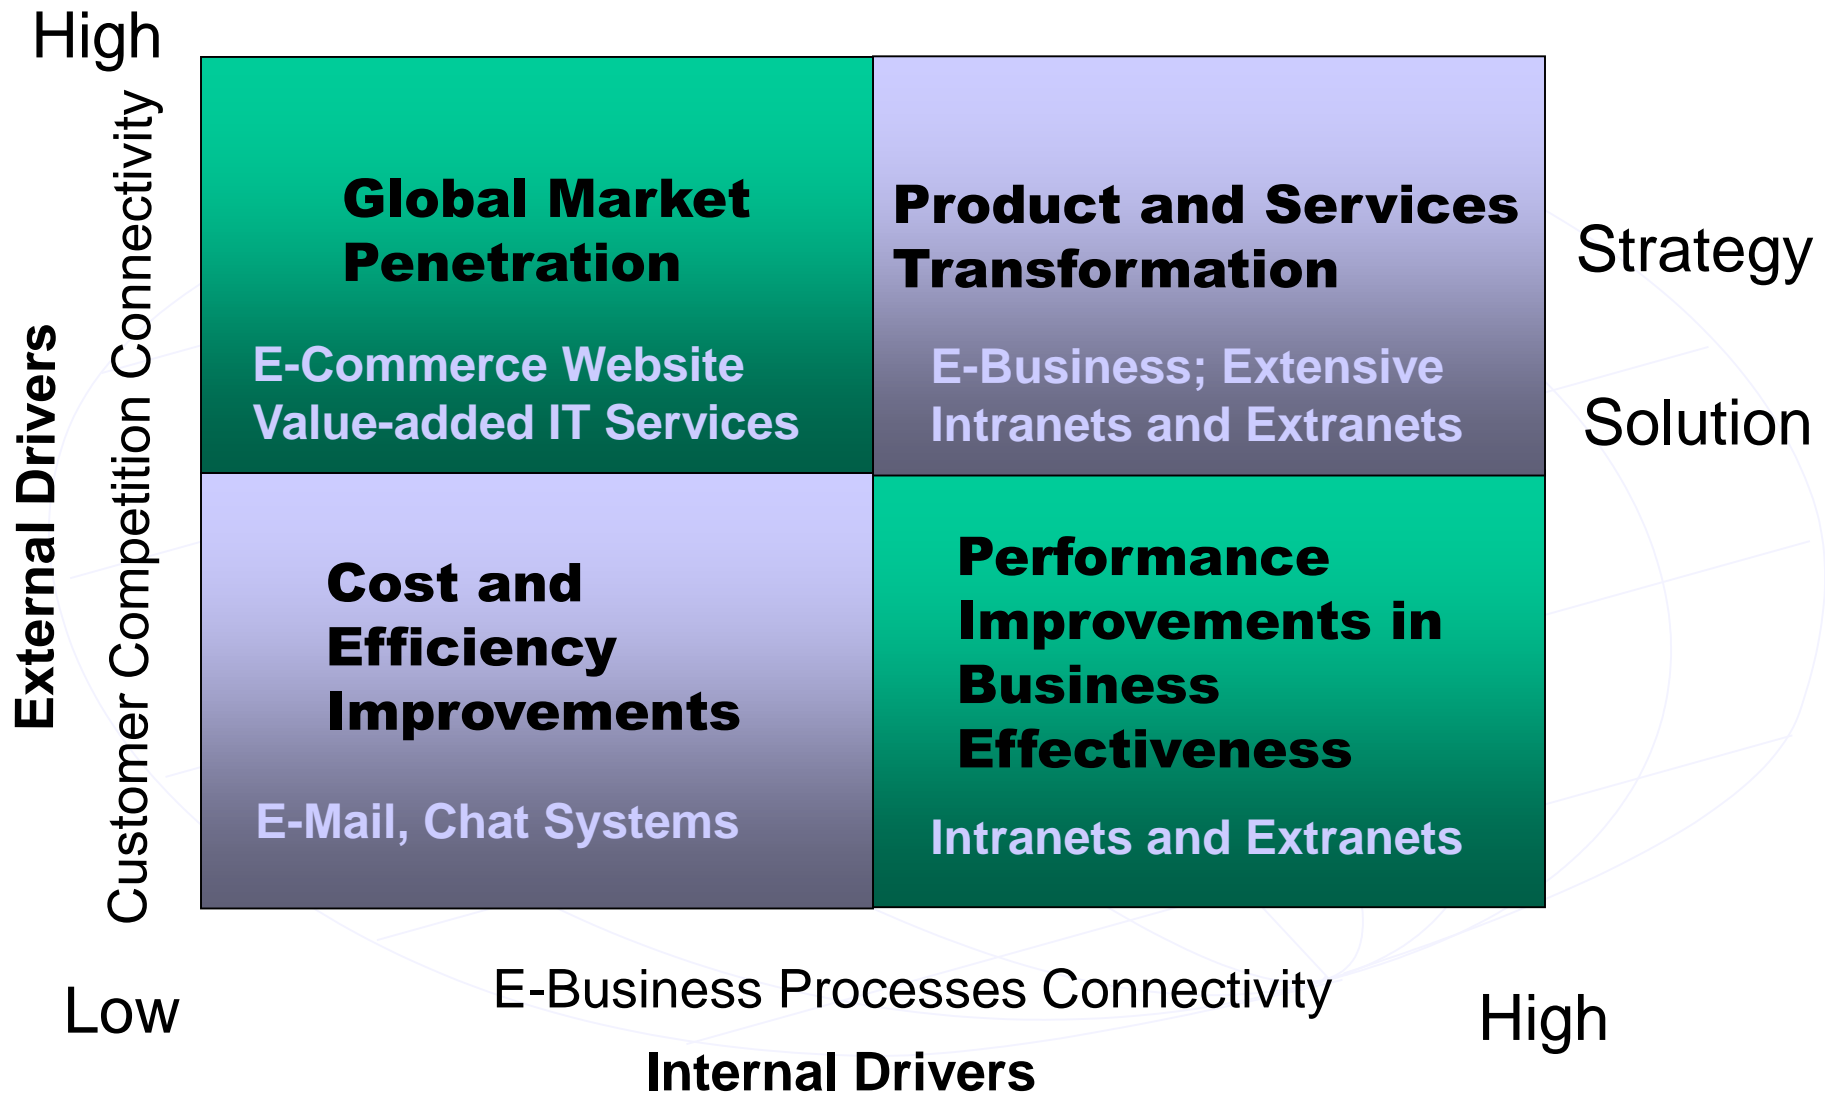 High
Global Market
Penetration
E-Commerce Website
Value-added IT Services
Product and Services
Transformation
E-Business; Extensive
Intranets and Extranets
Strategy
Solution
External Drivers
Customer Competition Connectivity
Cost and
Efficiency
Improvements
E-Mail, Chat Systems
Performance
Improvements in
Business
Effectiveness
Intranets and Extranets
Low
E-Business Processes Connectivity
High
Internal Drivers